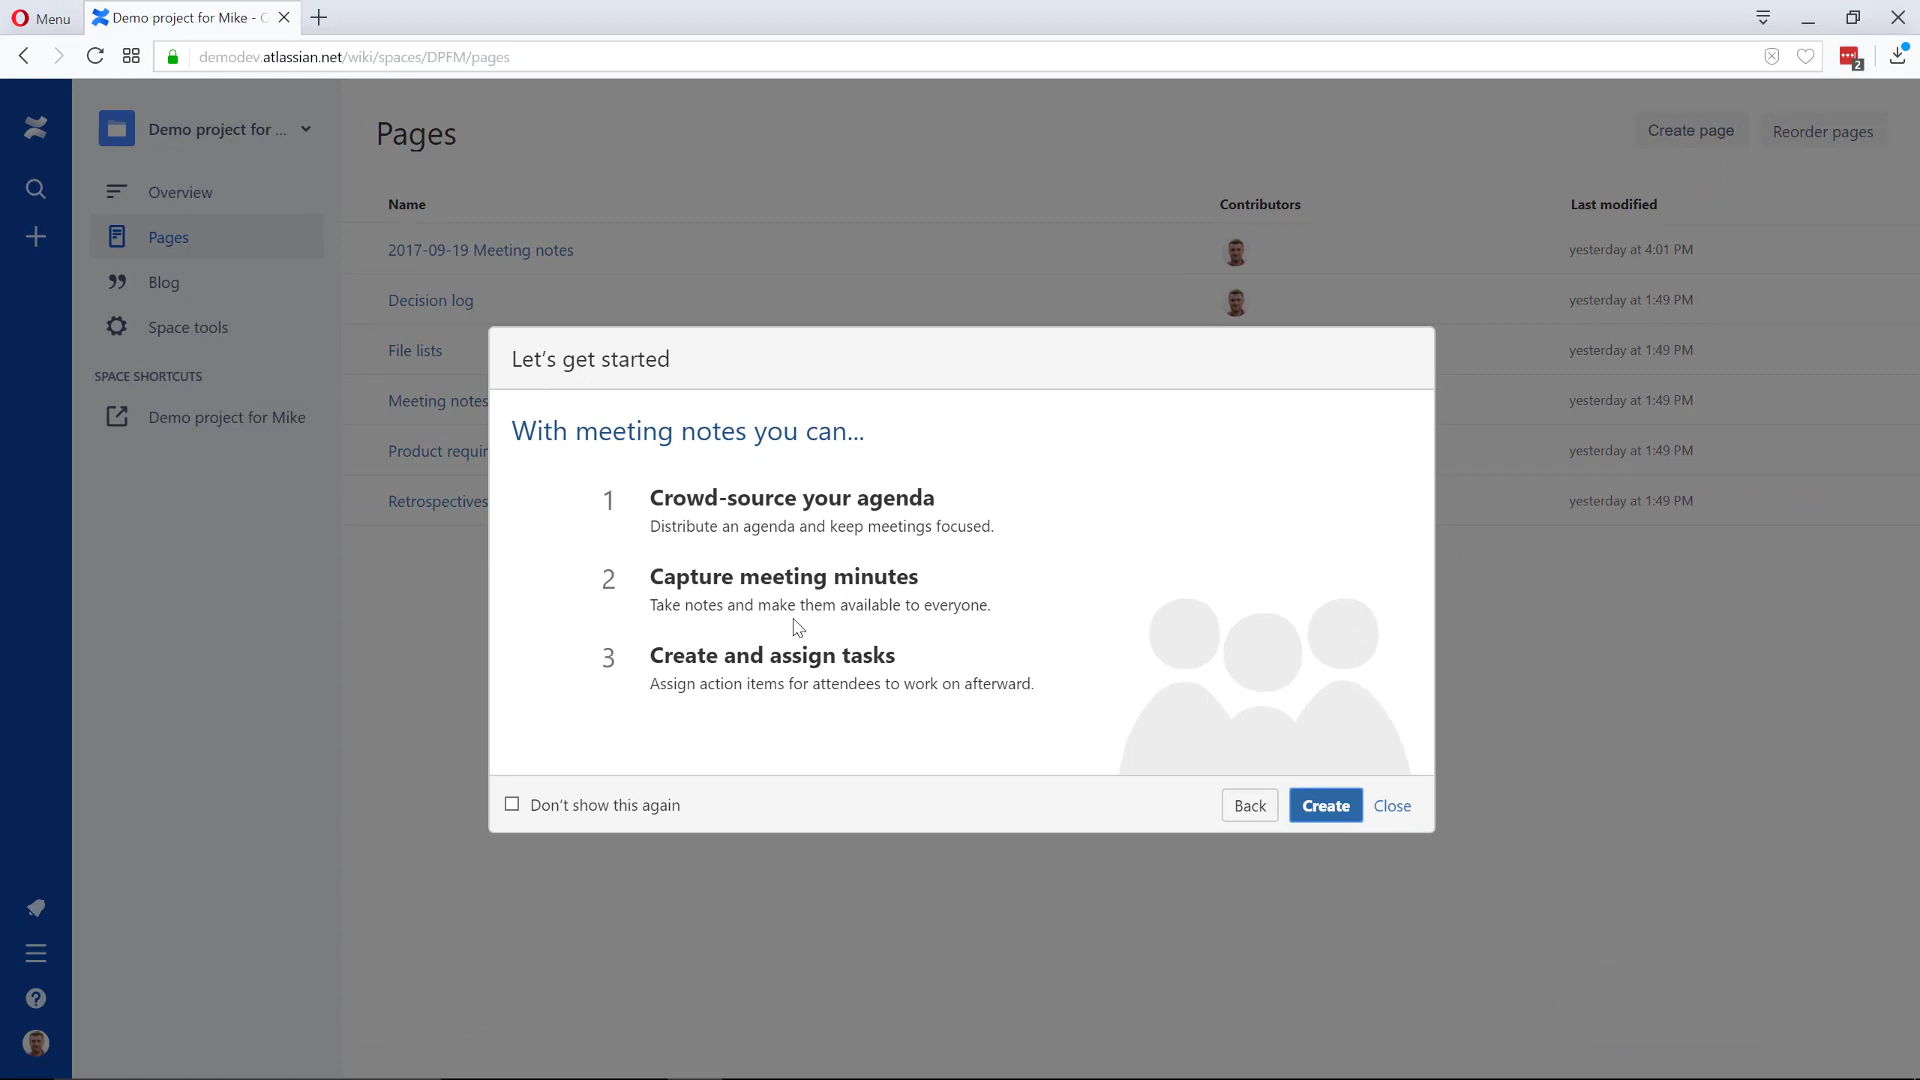 Menu
Demo project for Mike - C
demodev.atlassian.net/wiki/spaces/DPFM/pages
2
Demo project for ...
Overview
Pages
Blog
Space tools
SPACE SHORTCUTS
Demo project for Mike
Pages
Create page
Reorder pages
Name
Contributors
Last modified
2017-09-19 Meeting notes
yesterday at 4:01 PM
Decision log
yesterday at 1:49 PM
File lists
yesterday at 1:49 PM
Meeting notes
yesterday at 1:49 PM
Product requir
yesterday at 1:49 PM
Retrospectives
yesterday at 1:49 PM
Let's get started
With meeting notes you can...
1 Crowd-source your agenda
Distribute an agenda and keep meetings focused.
2 Capture meeting minutes
Take notes and make them available to everyone.
3 Create and assign tasks
Assign action items for attendees to work on afterward.
Don't show this again
Back
Create
Close